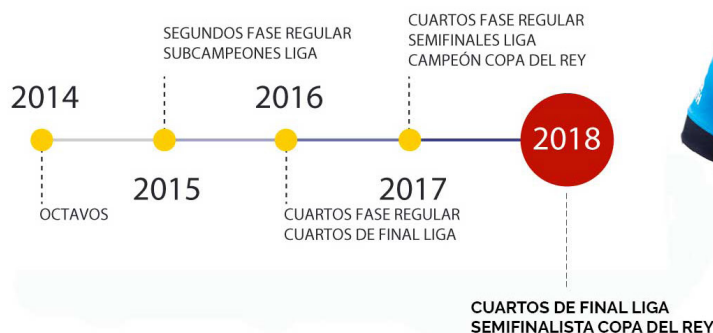 2014
OCTAVOS
SEGUNDOS FASE REGULAR
SUBCAMPEONES LIGA
2015
2016
CUARTOS FASE REGULAR
CUARTOS DE FINAL LIGA
CUARTOS FASE REGULAR
SEMIFINALES LIGA
CAMPEÓN COPA DEL REY
2017
2018
CUARTOS DE FINAL LIGA
SEMIFINALISTA COPA DEL REY